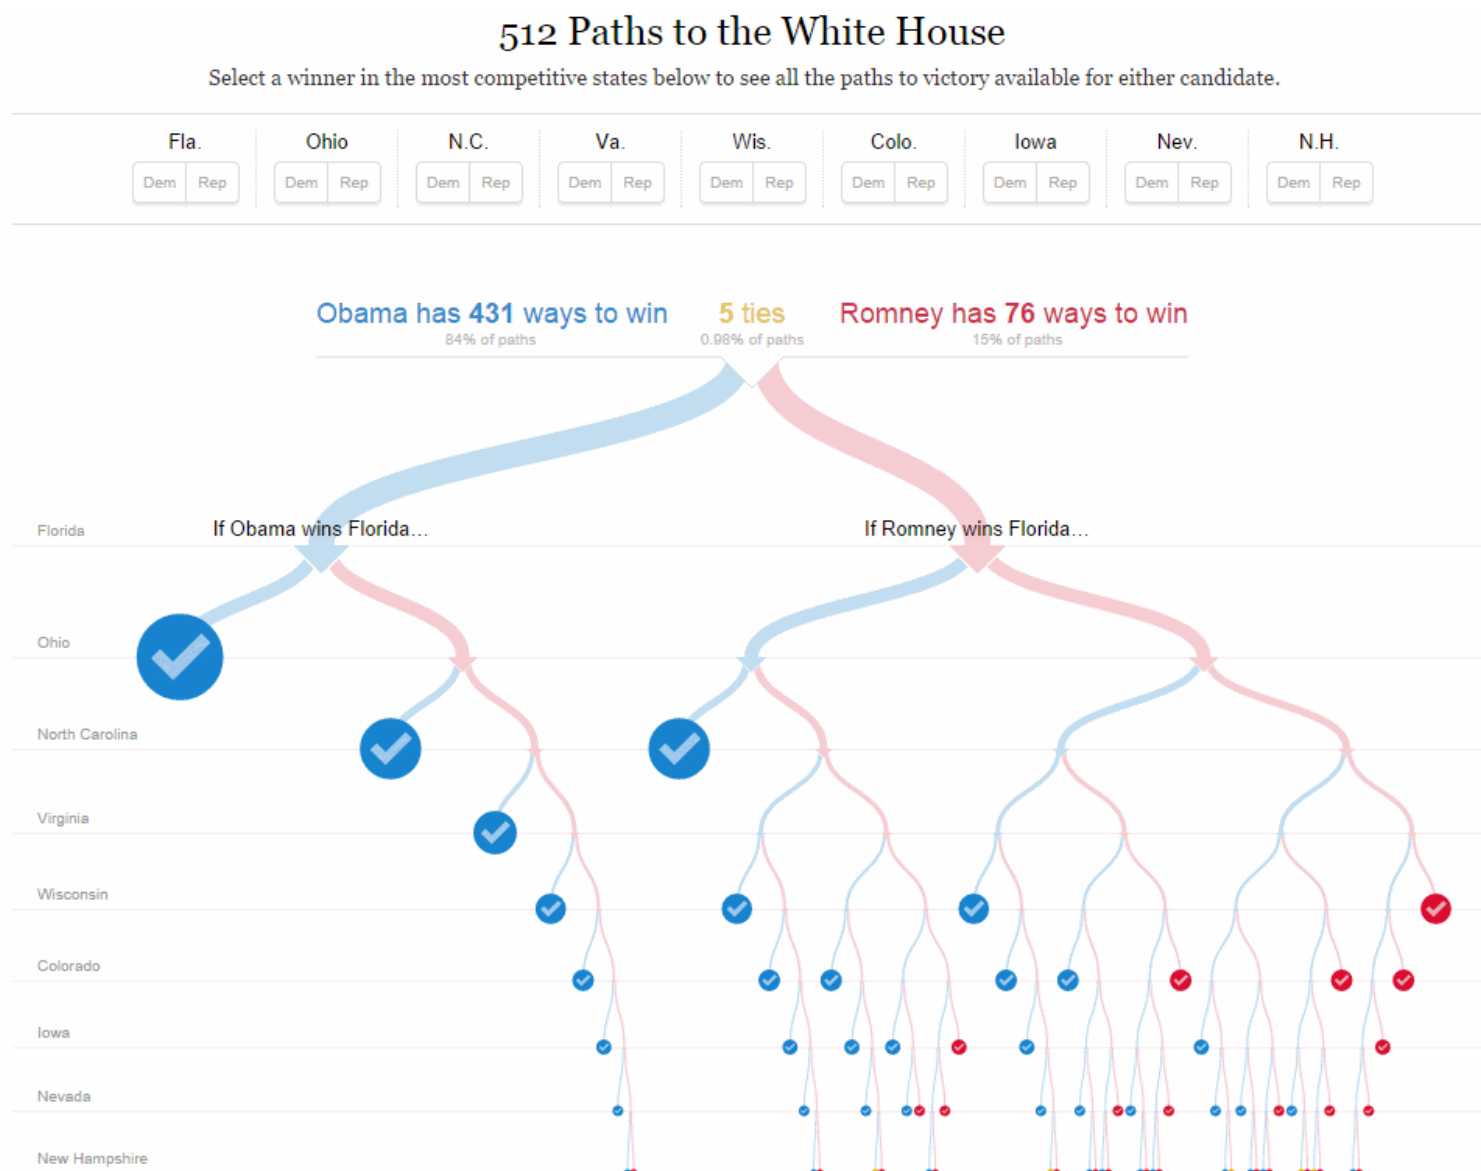 512 Paths to the White House
Select a winner in the most competitive states below to see all the paths to victory available for either candidate.
Fla. Ohio N.C. Va. Wis. Colo. Iowa Nev. N.H.
Dem Rep Dem Rep Dem Rep Dem Rep Dem Rep Dem Rep Dem Rep Dem Rep Dem Rep
Obama has 431 ways to win 5 ties Romney has 76 ways to win
84% of paths 0.98% of paths 15% of paths
Florida If Obama wins Florida... If Romney wins Florida...
Ohio
North Carolina
Virginia
Wisconsin
Colorado
Iowa
Nevada
New Hampshire